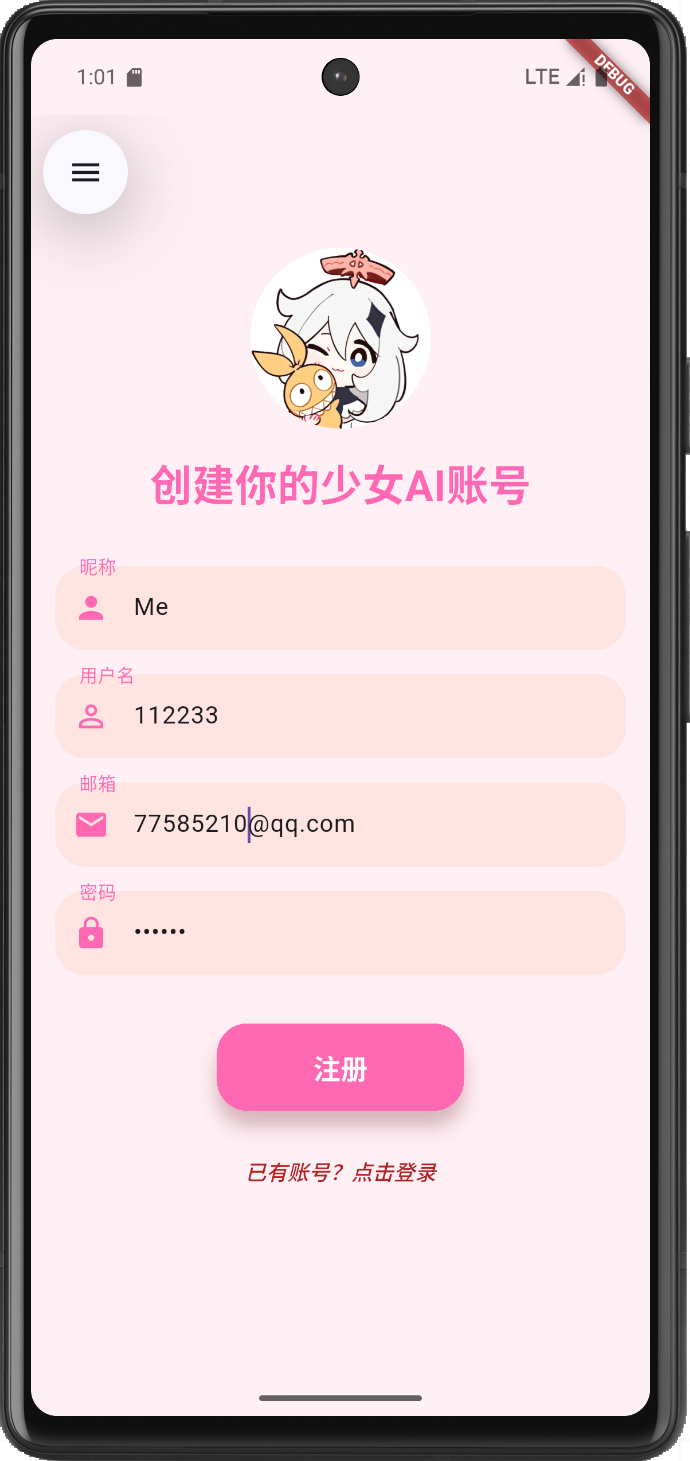 1:01
LTE
DEBUG
创建你的少女AI账号
昵称
Me
用户名
112233
邮箱
77585210@qq.com
密码
••••••
注册
已有账号？点击登录